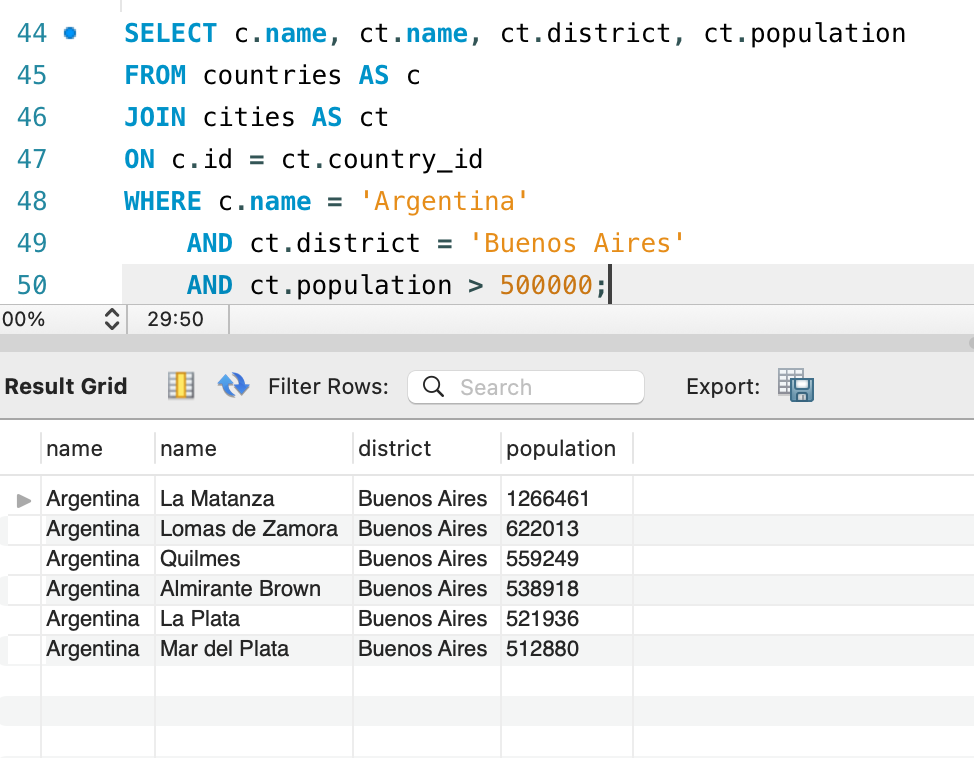 44 SELECT c.name, ct.name, ct.district, ct.population
45 FROM countries AS c
46 JOIN cities AS ct
47 ON c.id = ct.country_id
48 WHERE c.name = 'Argentina'
49 AND ct.district = 'Buenos Aires'
50 AND ct.population > 500000;
00% 29:50
Result Grid Filter Rows: Search Export:
name name district population
Argentina La Matanza Buenos Aires 1266461
Argentina Lomas de Zamora Buenos Aires 622013
Argentina Quilmes Buenos Aires 559249
Argentina Almirante Brown Buenos Aires 538918
Argentina La Plata Buenos Aires 521936
Argentina Mar del Plata Buenos Aires 512880